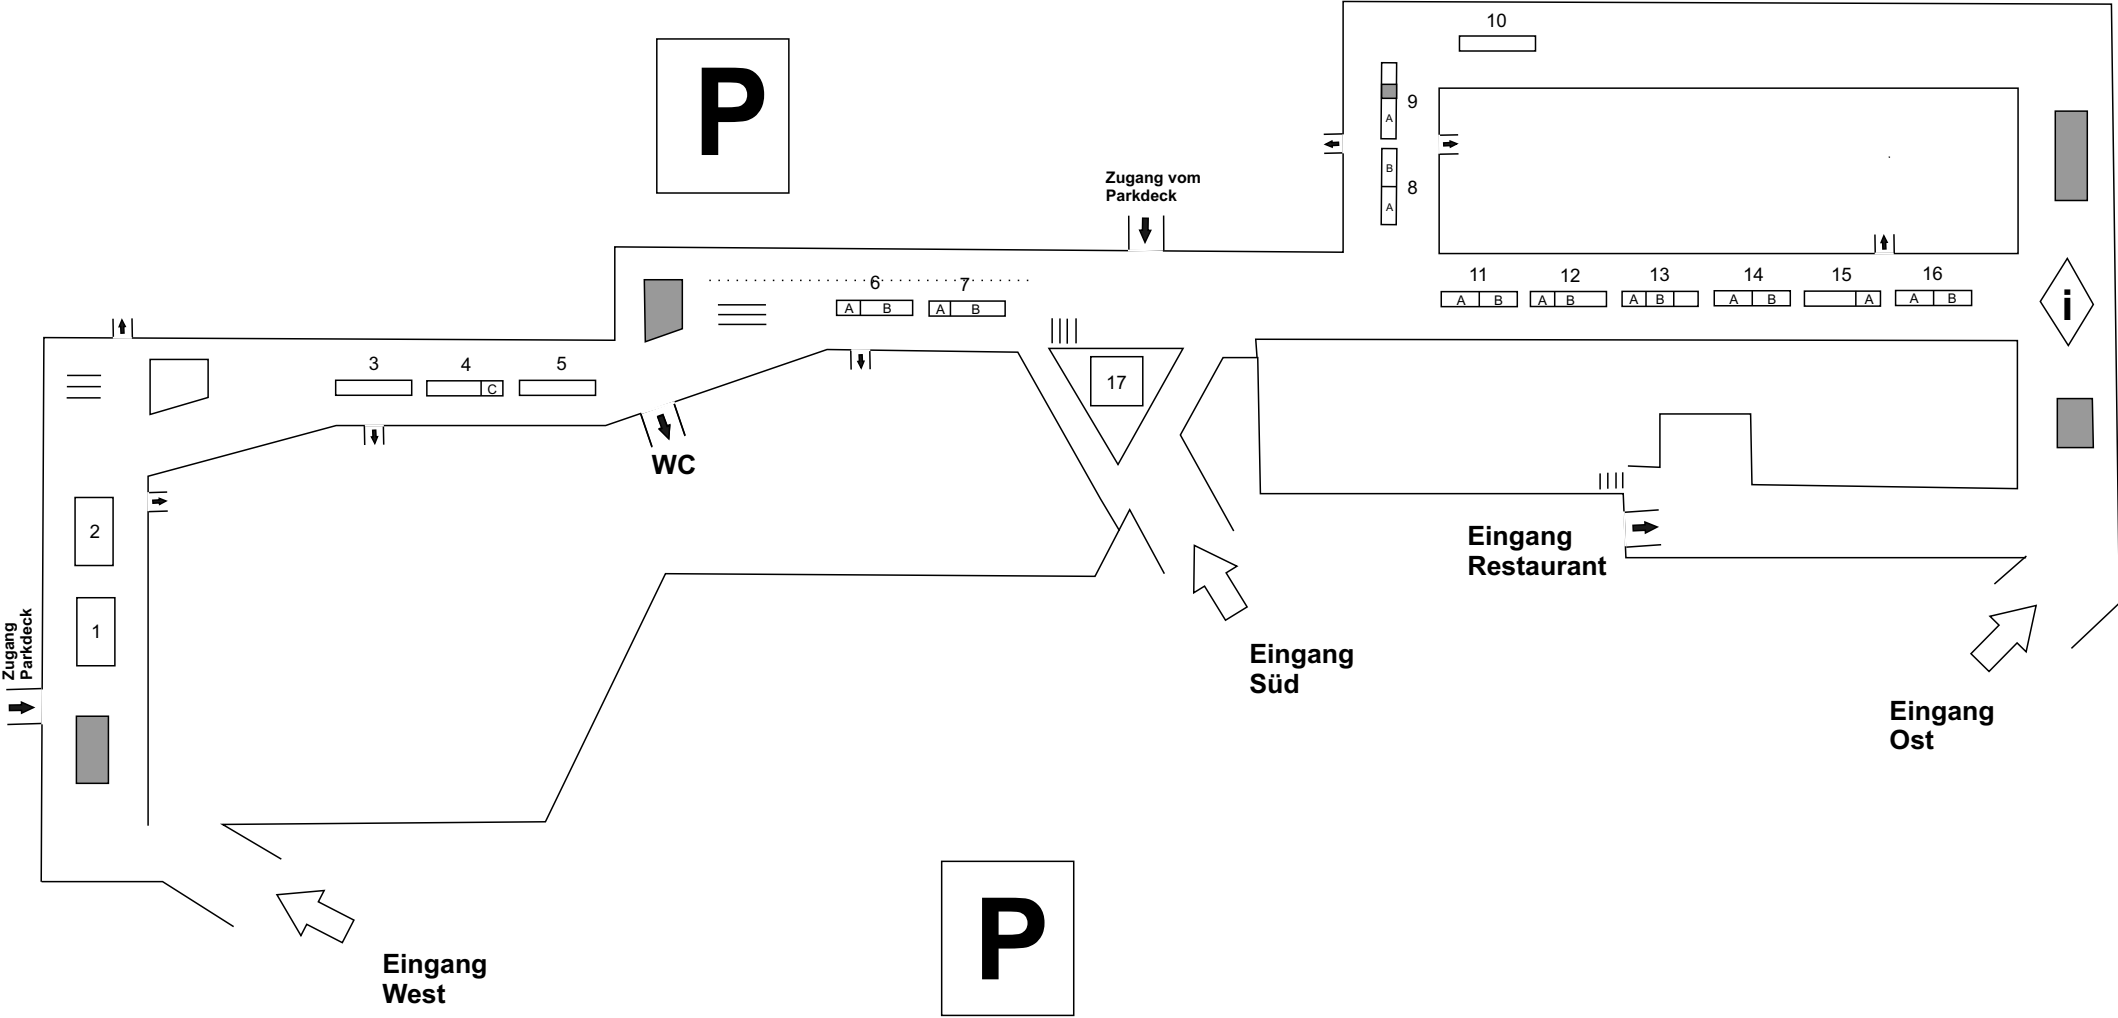 10
P
9
A
Zugang vom
Parkdeck
B
8
A
6
7
A B
A B
11
12
13
14
15
16
A B
A B
A B
A B
A
A B
i
3
4
5
C
17
WC
2
Eingang
Restaurant
1
Zugang
Parkdeck
Eingang
Süd
Eingang
Ost
P
Eingang
West